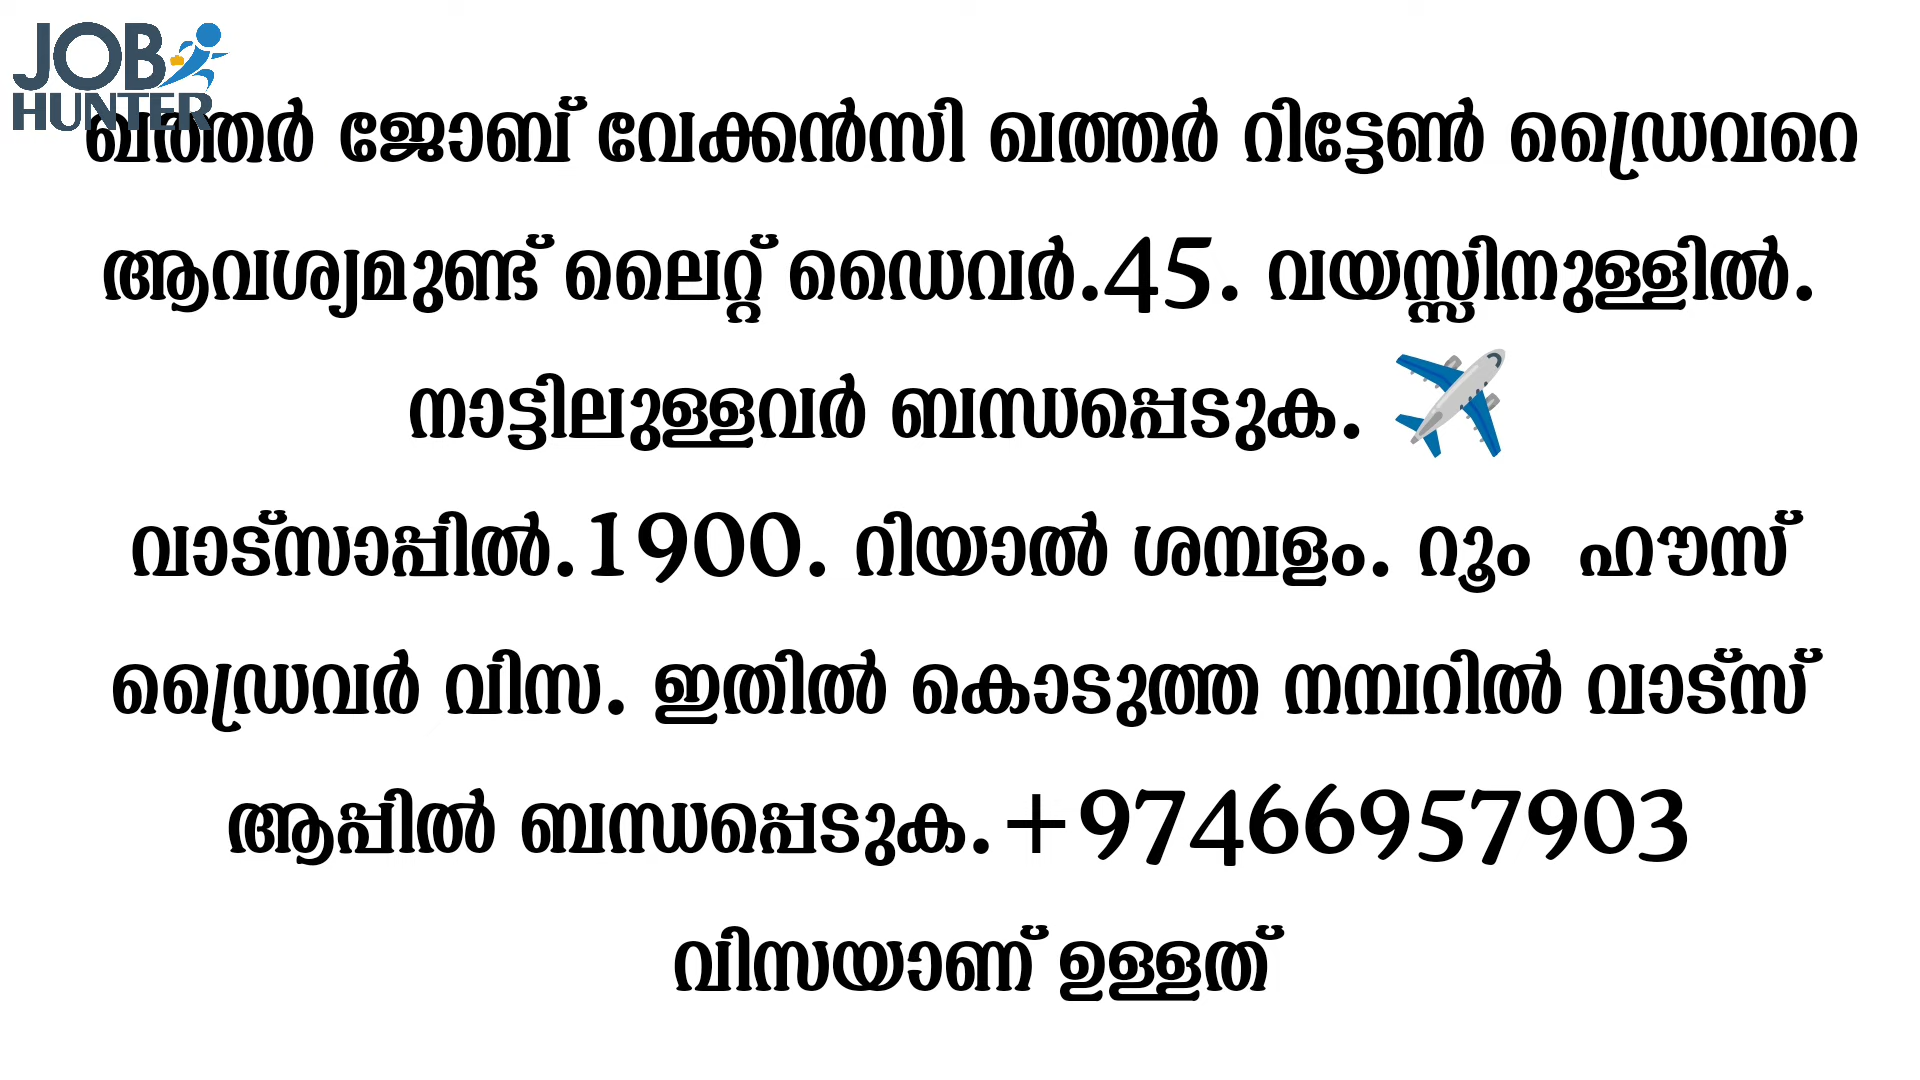 JOB
HUNTER
ഖത്തർ ജോബ് വേക്കൻസി ഖത്തർ റിട്ടേൺ ഡ്രൈവറെ
ആവശ്യമുണ്ട് ലൈറ്റ് ഡൈവർ.45. വയസ്സിനുള്ളിൽ.
നാട്ടിലുള്ളവർ ബന്ധപ്പെടുക. ✈️
വാട്സാപ്പിൽ.1900. റിയാൽ ശമ്പളം. റൂം ഹൗസ്
ഡ്രൈവർ വിസ. ഇതിൽ കൊടുത്ത നമ്പറിൽ വാട്സ്
ആപ്പിൽ ബന്ധപ്പെടുക.+97466957903
വിസയാണ് ഉള്ളത്